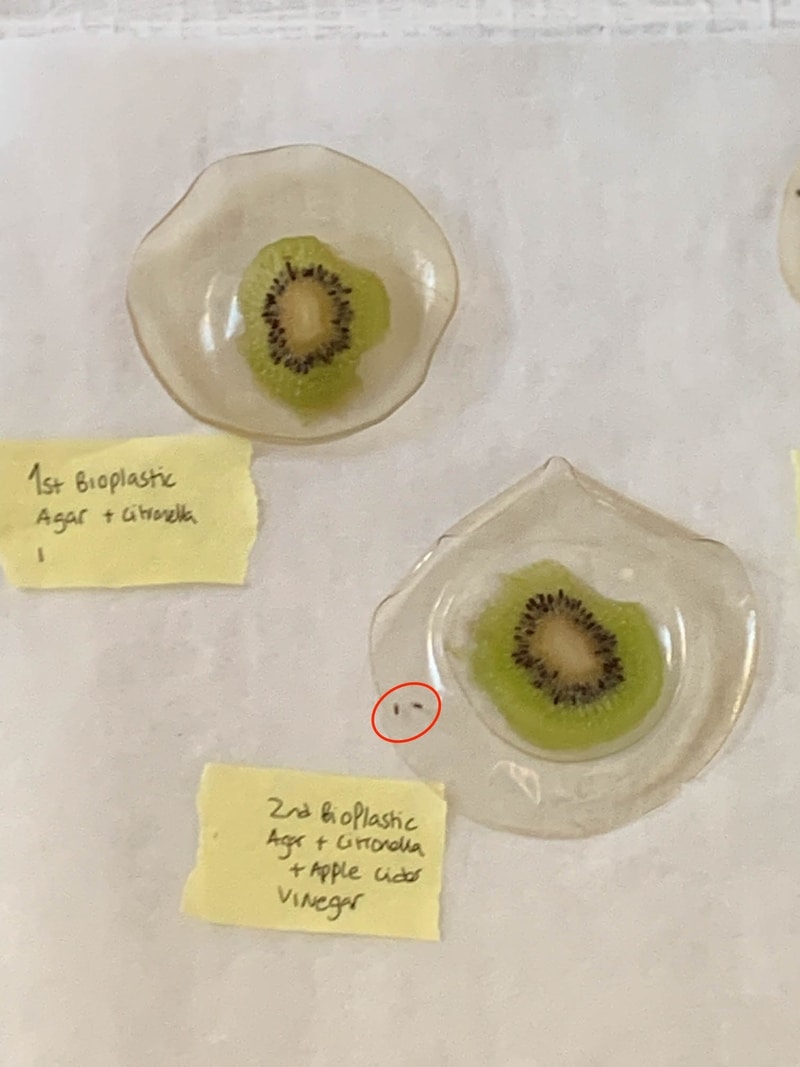 1st Bioplastic
Agar + Citronella
1
2nd BioPlastic
Agar + Citronella
+ Apple Cider
Vinegar